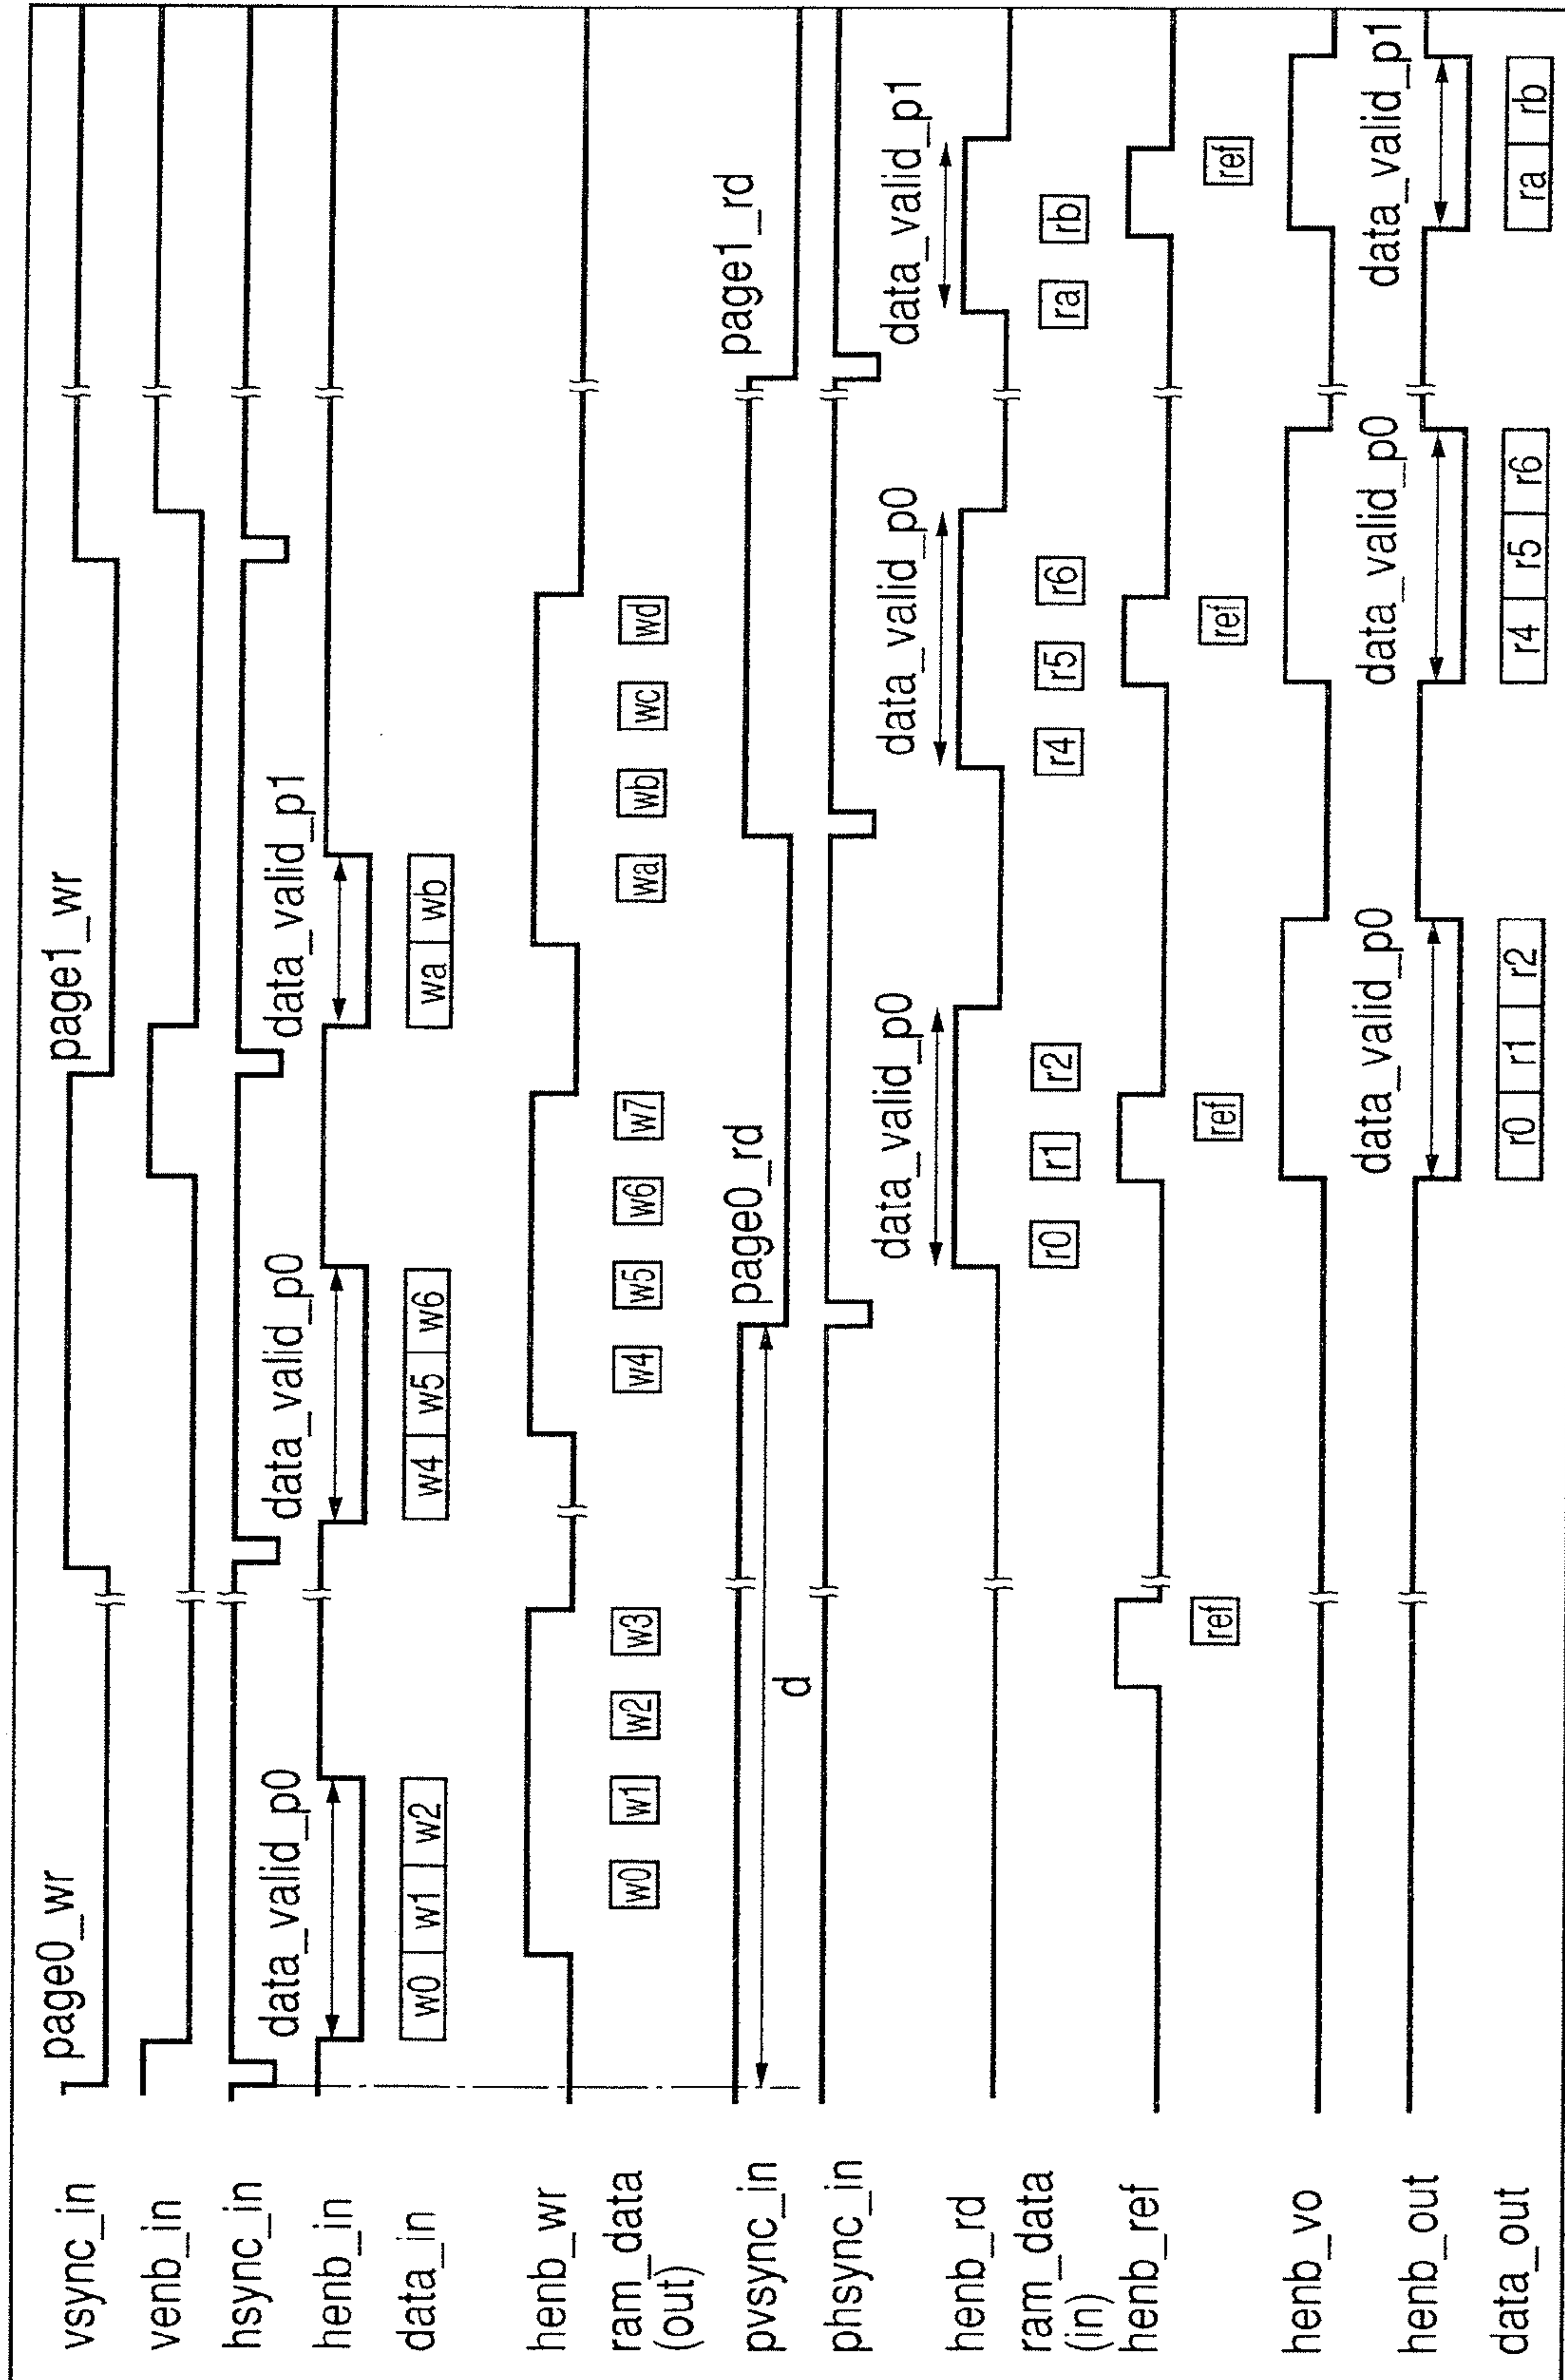 vsync_in
page0_wr
page1_wr
venb_in
hsync_in
data_valid_p0
data_valid_p0
data_valid_p1
henb_in
data_in
w0 w1 w2
w4 w5 w6
wa wb
henb_wr
ram_data
(out)
w0 w1 w2 w3
w4 w5 w6 w7
wa wb wc wd
pvsync_in
d
page0_rd
page1_rd
phsync_in
data_valid_p0
data_valid_p0
data_valid_p1
henb_rd
ram_data
(in)
r0 r1 r2
r4 r5 r6
ra rb
henb_ref
ref
ref
ref
ref
henb_vo
data_valid_p0
data_valid_p0
data_valid_p1
henb_out
data_out
r0 r1 r2
r4 r5 r6
ra rb